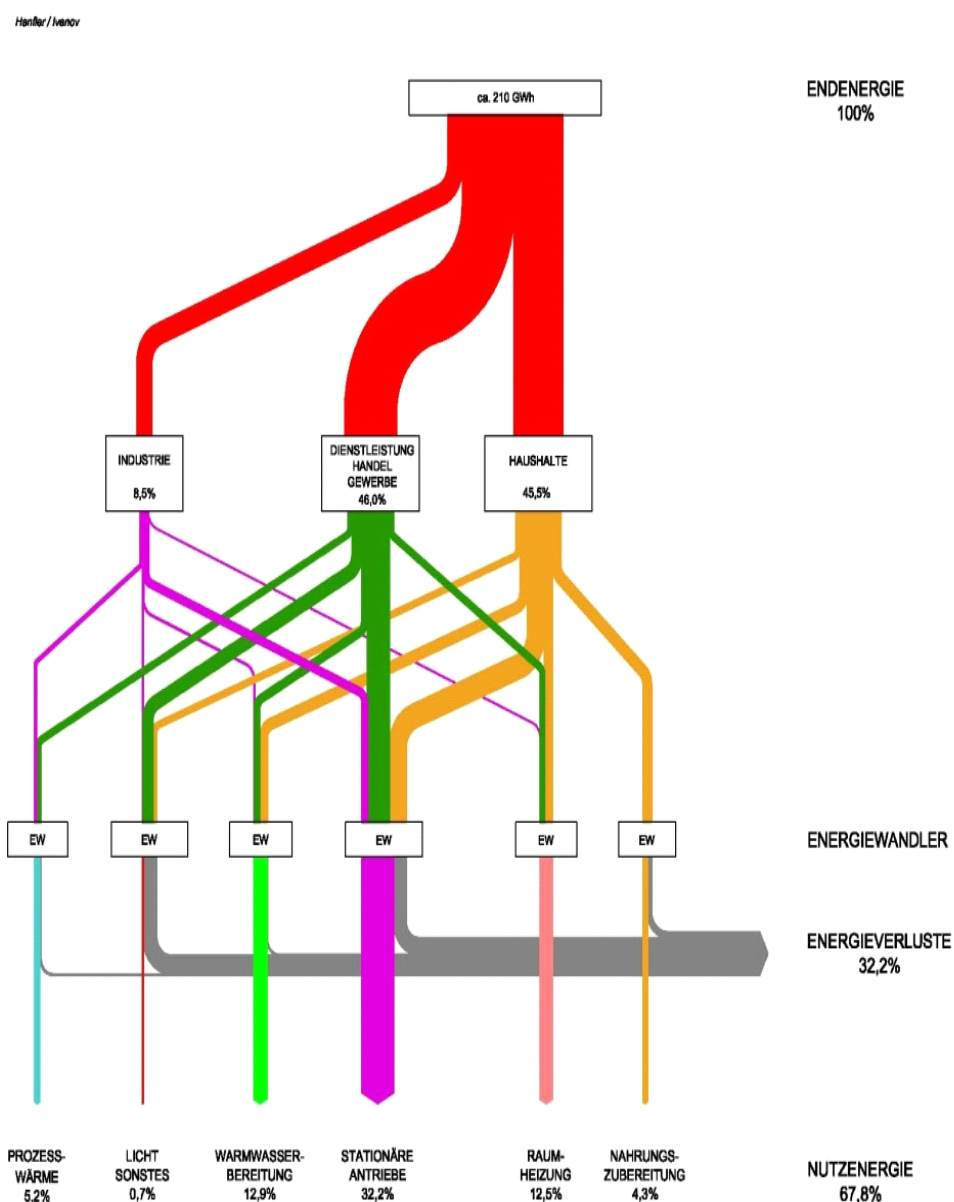 Hanfler / Ivanov
ca. 210 GWh
ENDENERGIE
100%
INDUSTRIE
8,5%
DIENSTLEISTUNG
HANDEL
GEWERBE
46,0%
HAUSHALTE
45,5%
EW
EW
EW
EW
EW
EW
ENERGIEWANDLER
ENERGIEVERLUSTE
32,2%
PROZESS-
WÄRME
5,2%
LICHT
SONSTES
0,7%
WARMWASSER-
BEREITUNG
12,9%
STATIONÄRE
ANTRIEBE
32,2%
RAUM-
HEIZUNG
12,5%
NAHRUNGS-
ZUBEREITUNG
4,3%
NUTZENERGIE
67,8%